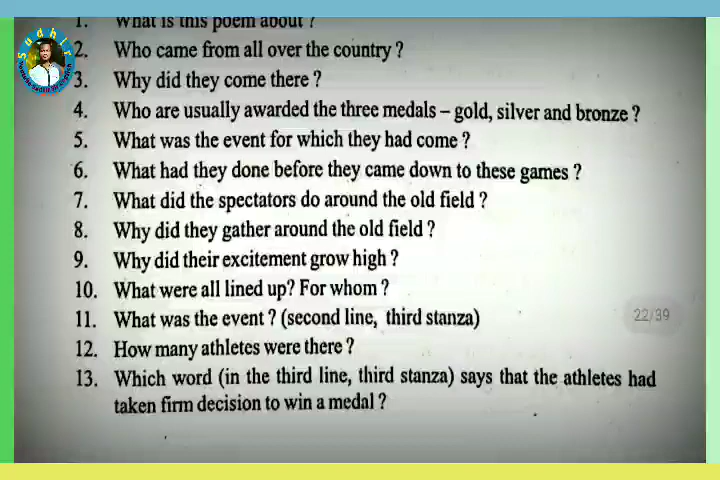 Sudhir
1. What is this poem about ?
2. Who came from all over the country ?
3. Why did they come there ?
4. Who are usually awarded the three medals – gold, silver and bronze ?
5. What was the event for which they had come ?
6. What had they done before they came down to these games ?
7. What did the spectators do around the old field ?
8. Why did they gather around the old field ?
9. Why did their excitement grow high ?
10. What were all lined up? For whom ?
11. What was the event ? (second line, third stanza)
22/39
12. How many athletes were there ?
13. Which word (in the third line, third stanza) says that the athletes had
taken firm decision to win a medal ?